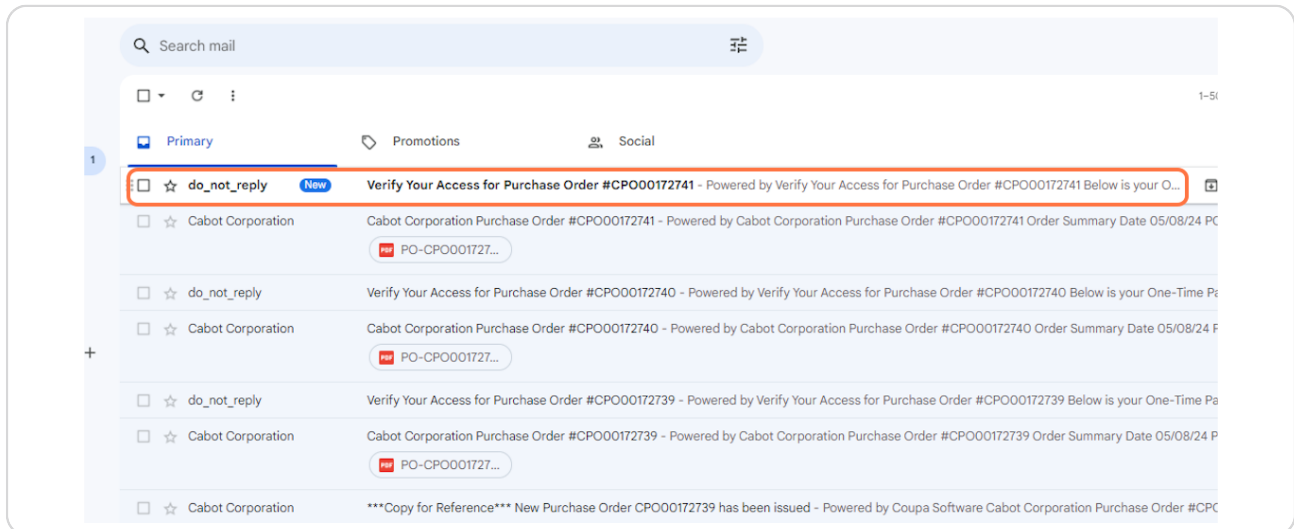 Search mail
1-50
Primary
Promotions
Social
1
do_not_reply New Verify Your Access for Purchase Order #CPO00172741 - Powered by Verify Your Access for Purchase Order #CPO00172741 Below is your O...
Cabot Corporation Cabot Corporation Purchase Order #CPO00172741 - Powered by Cabot Corporation Purchase Order #CPO00172741 Order Summary Date 05/08/24 PO
PDF PO-CPO001727...
do_not_reply Verify Your Access for Purchase Order #CPO00172740 - Powered by Verify Your Access for Purchase Order #CPO00172740 Below is your One-Time Pa
Cabot Corporation Cabot Corporation Purchase Order #CPO00172740 - Powered by Cabot Corporation Purchase Order #CPO00172740 Order Summary Date 05/08/24 P
PDF PO-CPO001727...
do_not_reply Verify Your Access for Purchase Order #CPO00172739 - Powered by Verify Your Access for Purchase Order #CPO00172739 Below is your One-Time Pa
Cabot Corporation Cabot Corporation Purchase Order #CPO00172739 - Powered by Cabot Corporation Purchase Order #CPO00172739 Order Summary Date 05/08/24 P
PDF PO-CPO001727...
Cabot Corporation ***Copy for Reference*** New Purchase Order CPO00172739 has been issued - Powered by Coupa Software Cabot Corporation Purchase Order #CPO